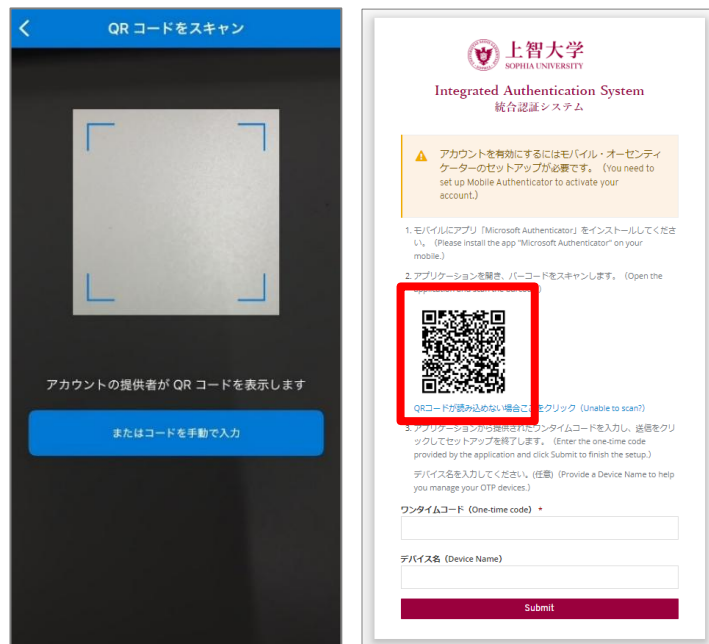 QR コードをスキャン
アカウントの提供者が QR コードを表示します
またはコードを手動で入力
上智大学
SOPHIA UNIVERSITY
Integrated Authentication System
統合認証システム
アカウントを有効にするにはモバイル・オーセンティ
ケーターのセットアップが必要です。 (You need to
set up Mobile Authenticator to activate your
account.)
1. モバイルにアプリ「Microsoft Authenticator」をインストールしてくださ
い。 (Please install the app "Microsoft Authenticator" on your
mobile.)
2. アプリケーションを開き、バーコードをスキャンします。 (Open the
QRコードが読み込めない場合ここをクリック (Unable to scan?)
3. アプリケーションから提供されたワンタイムコードを入力し、送信をクリ
ックしてセットアップを終了します。 (Enter the one-time code
provided by the application and click Submit to finish the setup.)
デバイス名を入力してください。(任意) (Provide a Device Name to help
you manage your OTP devices.)
ワンタイムコード (One-time code) *
デバイス名 (Device Name)
Submit